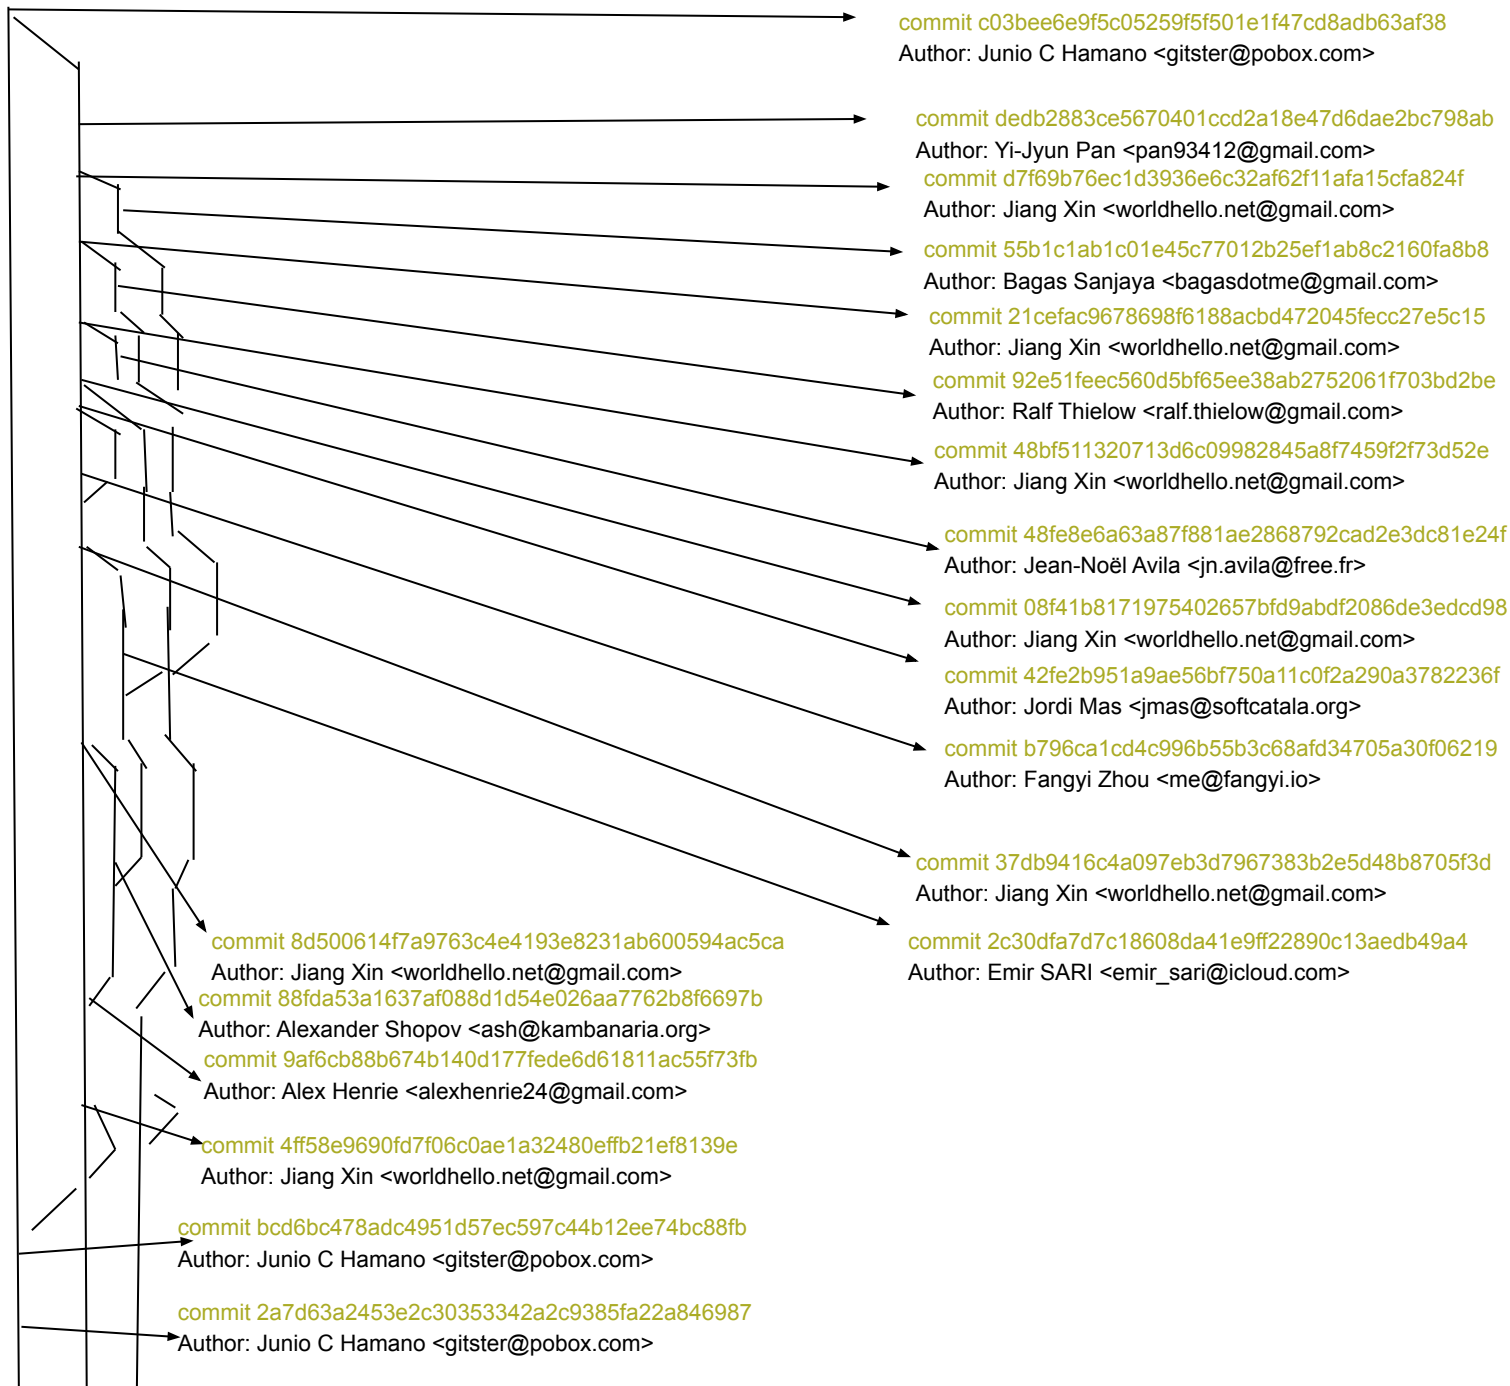 commit c03bee6e9f5c05259f5f501e1f47cd8adb63af38
Author: Junio C Hamano <gitster@pobox.com>
commit dedb2883ce5670401ccd2a18e47d6dae2bc798ab
Author: Yi-Jyun Pan <pan93412@gmail.com>
commit d7f69b76ec1d3936e6c32af62f11afa15cfa824f
Author: Jiang Xin <worldhello.net@gmail.com>
commit 55b1c1ab1c01e45c77012b25ef1ab8c2160fa8b8
Author: Bagas Sanjaya <bagasdotme@gmail.com>
commit 21cefac9678698f6188acbd472045fecc27e5c15
Author: Jiang Xin <worldhello.net@gmail.com>
commit 92e51feec560d5bf65ee38ab2752061f703bd2be
Author: Ralf Thielow <ralf.thielow@gmail.com>
commit 48bf511320713d6c09982845a8f7459f2f73d52e
Author: Jiang Xin <worldhello.net@gmail.com>
commit 48fe8e6a63a87f881ae2868792cad2e3dc81e24f
Author: Jean-Noël Avila <jn.avila@free.fr>
commit 08f41b8171975402657bfd9abdf2086de3edcd98
Author: Jiang Xin <worldhello.net@gmail.com>
commit 42fe2b951a9ae56bf750a11c0f2a290a3782236f
Author: Jordi Mas <jmas@softcatala.org>
commit b796ca1cd4c996b55b3c68afd34705a30f06219
Author: Fangyi Zhou <me@fangyi.io>
commit 37db9416c4a097eb3d7967383b2e5d48b8705f3d
Author: Jiang Xin <worldhello.net@gmail.com>
commit 2c30dfa7d7c18608da41e9ff22890c13aedb49a4
Author: Emir SARI <emir_sari@icloud.com>
commit 8d500614f7a9763c4e4193e8231ab600594ac5ca
Author: Jiang Xin <worldhello.net@gmail.com>
commit 88fda53a1637af088d1d54e026aa7762b8f6697b
Author: Alexander Shopov <ash@kambanaria.org>
commit 9af6cb88b674b140d177fede6d61811ac55f73fb
Author: Alex Henrie <alexhenrie24@gmail.com>
commit 4ff58e9690fd7f06c0ae1a32480effb21ef8139e
Author: Jiang Xin <worldhello.net@gmail.com>
commit bcd6bc478adc4951d57ec597c44b12ee74bc88fb
Author: Junio C Hamano <gitster@pobox.com>
commit 2a7d63a2453e2c30353342a2c9385fa22a846987
Author: Junio C Hamano <gitster@pobox.com>